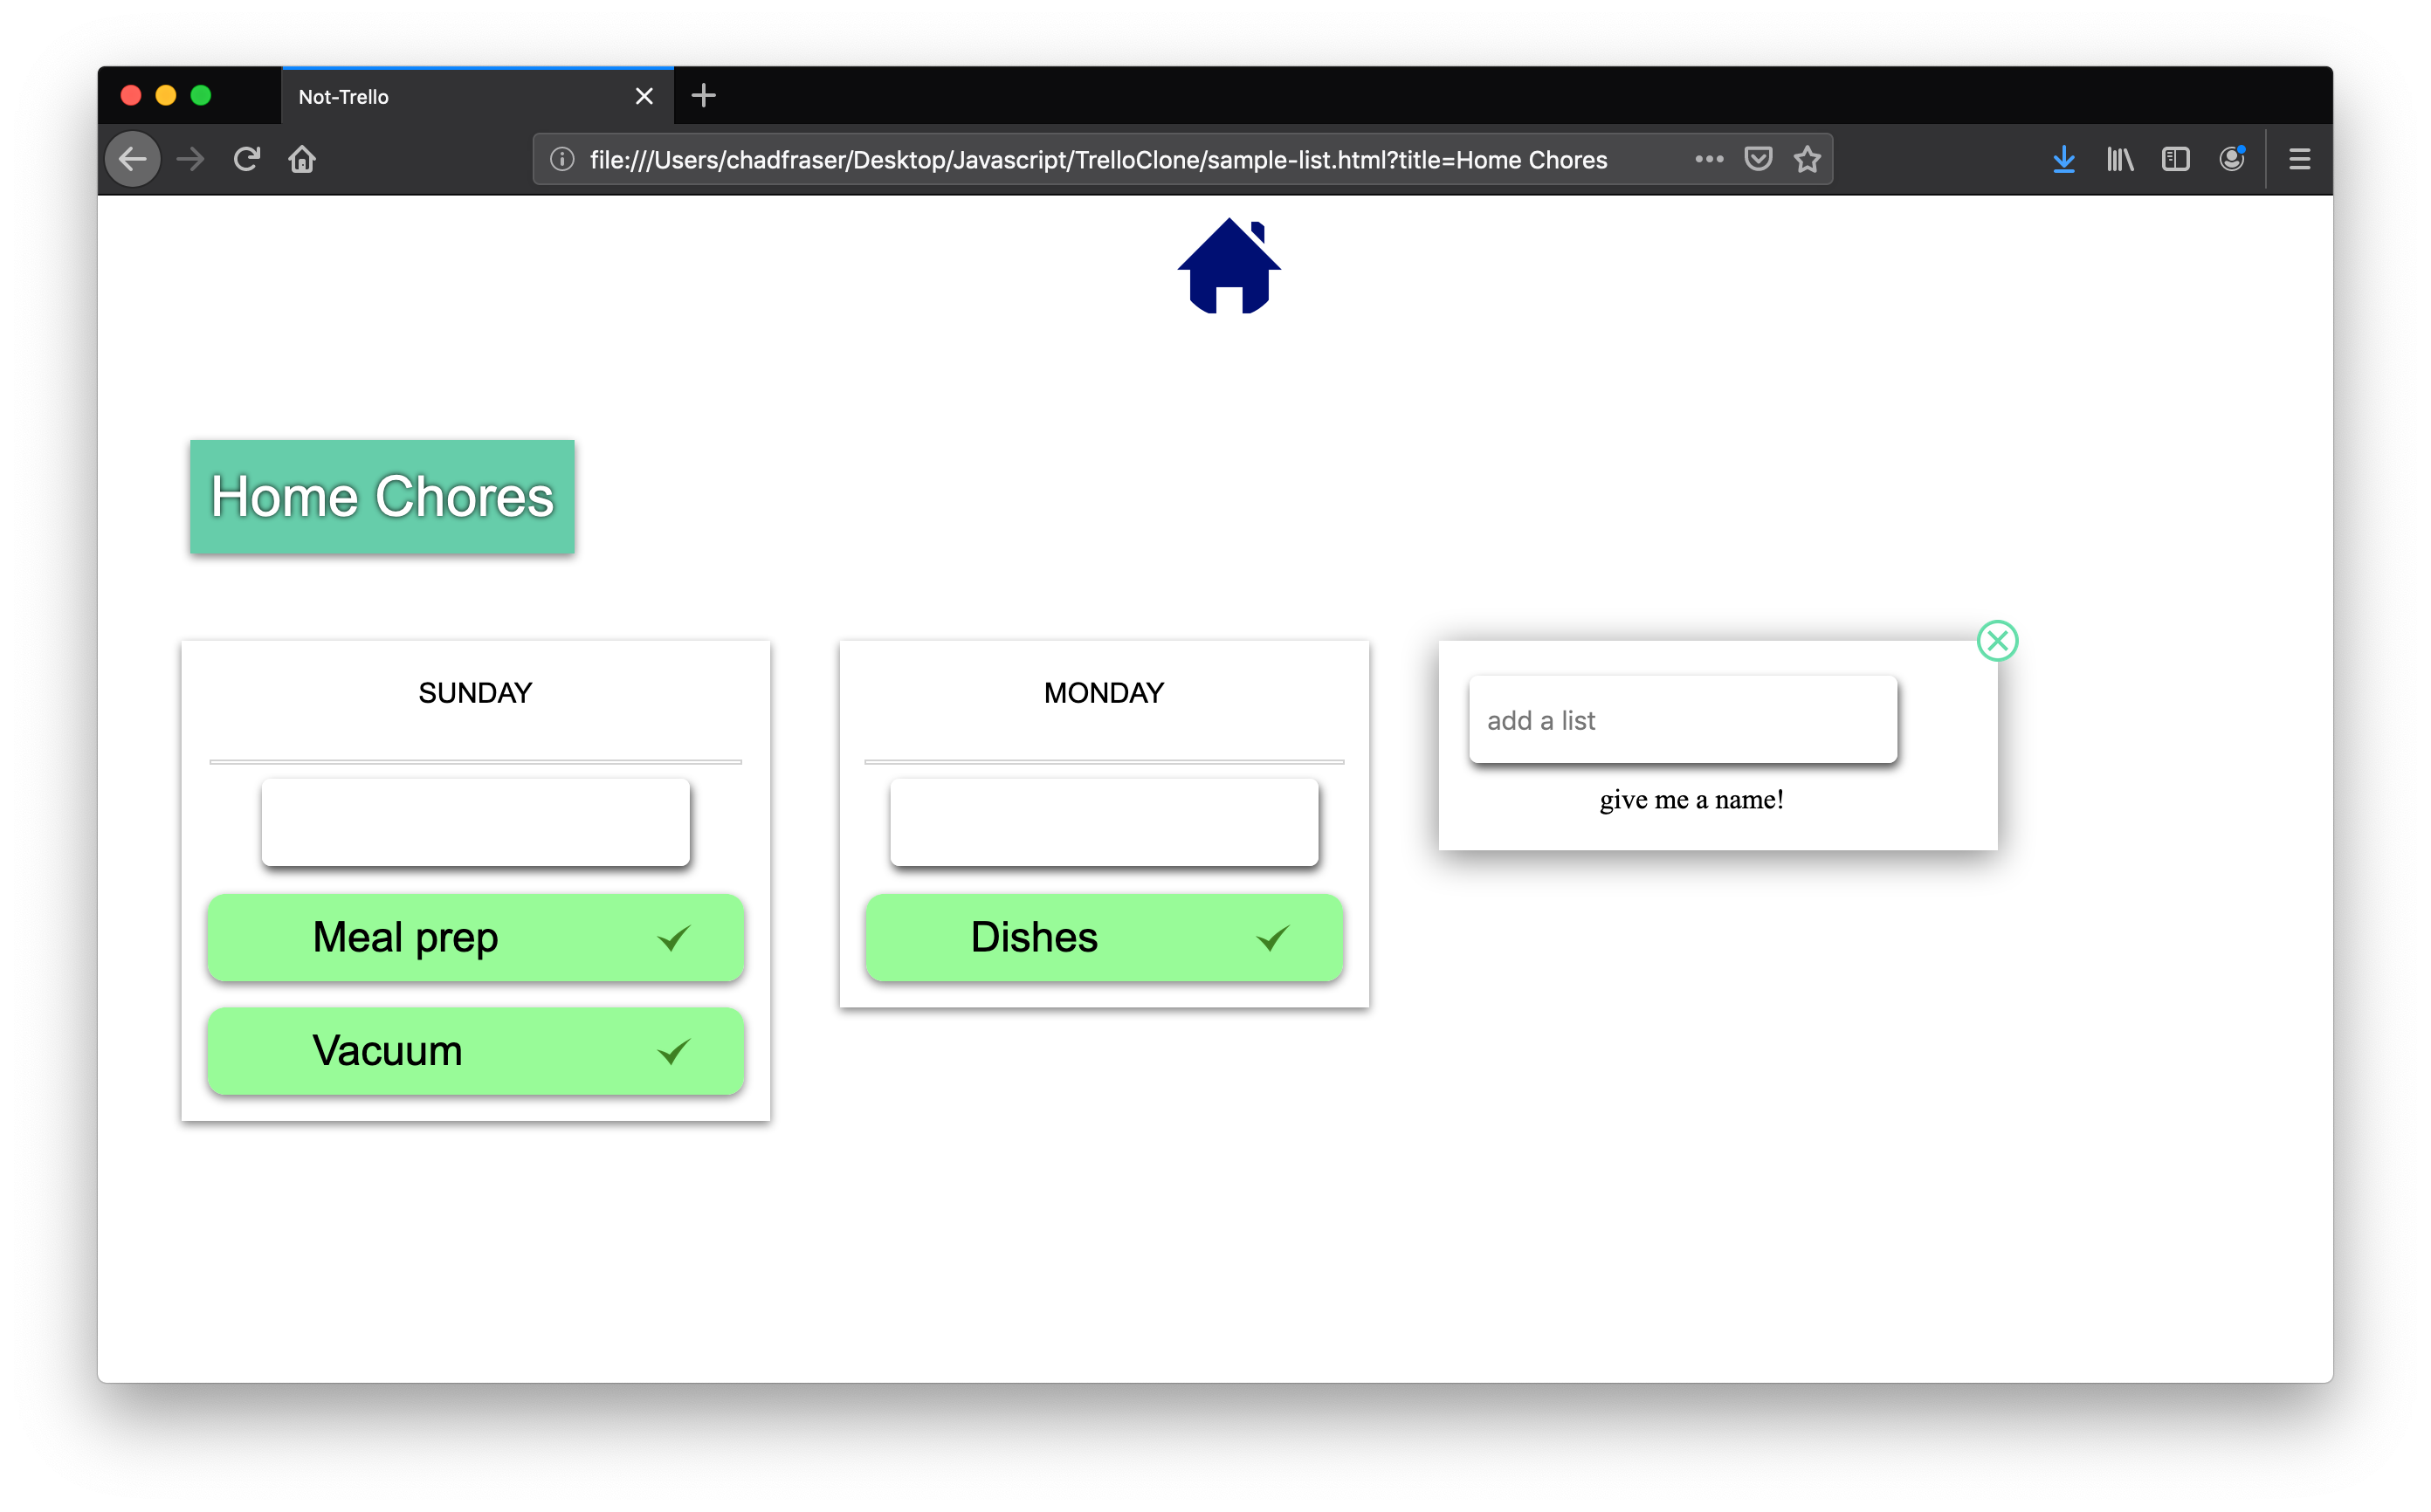 Not-Trello
file:///Users/chadfraser/Desktop/Javascript/TrelloClone/sample-list.html?title=Home Chores
Home Chores
SUNDAY
Meal prep
Vacuum
MONDAY
Dishes
add a list
give me a name!